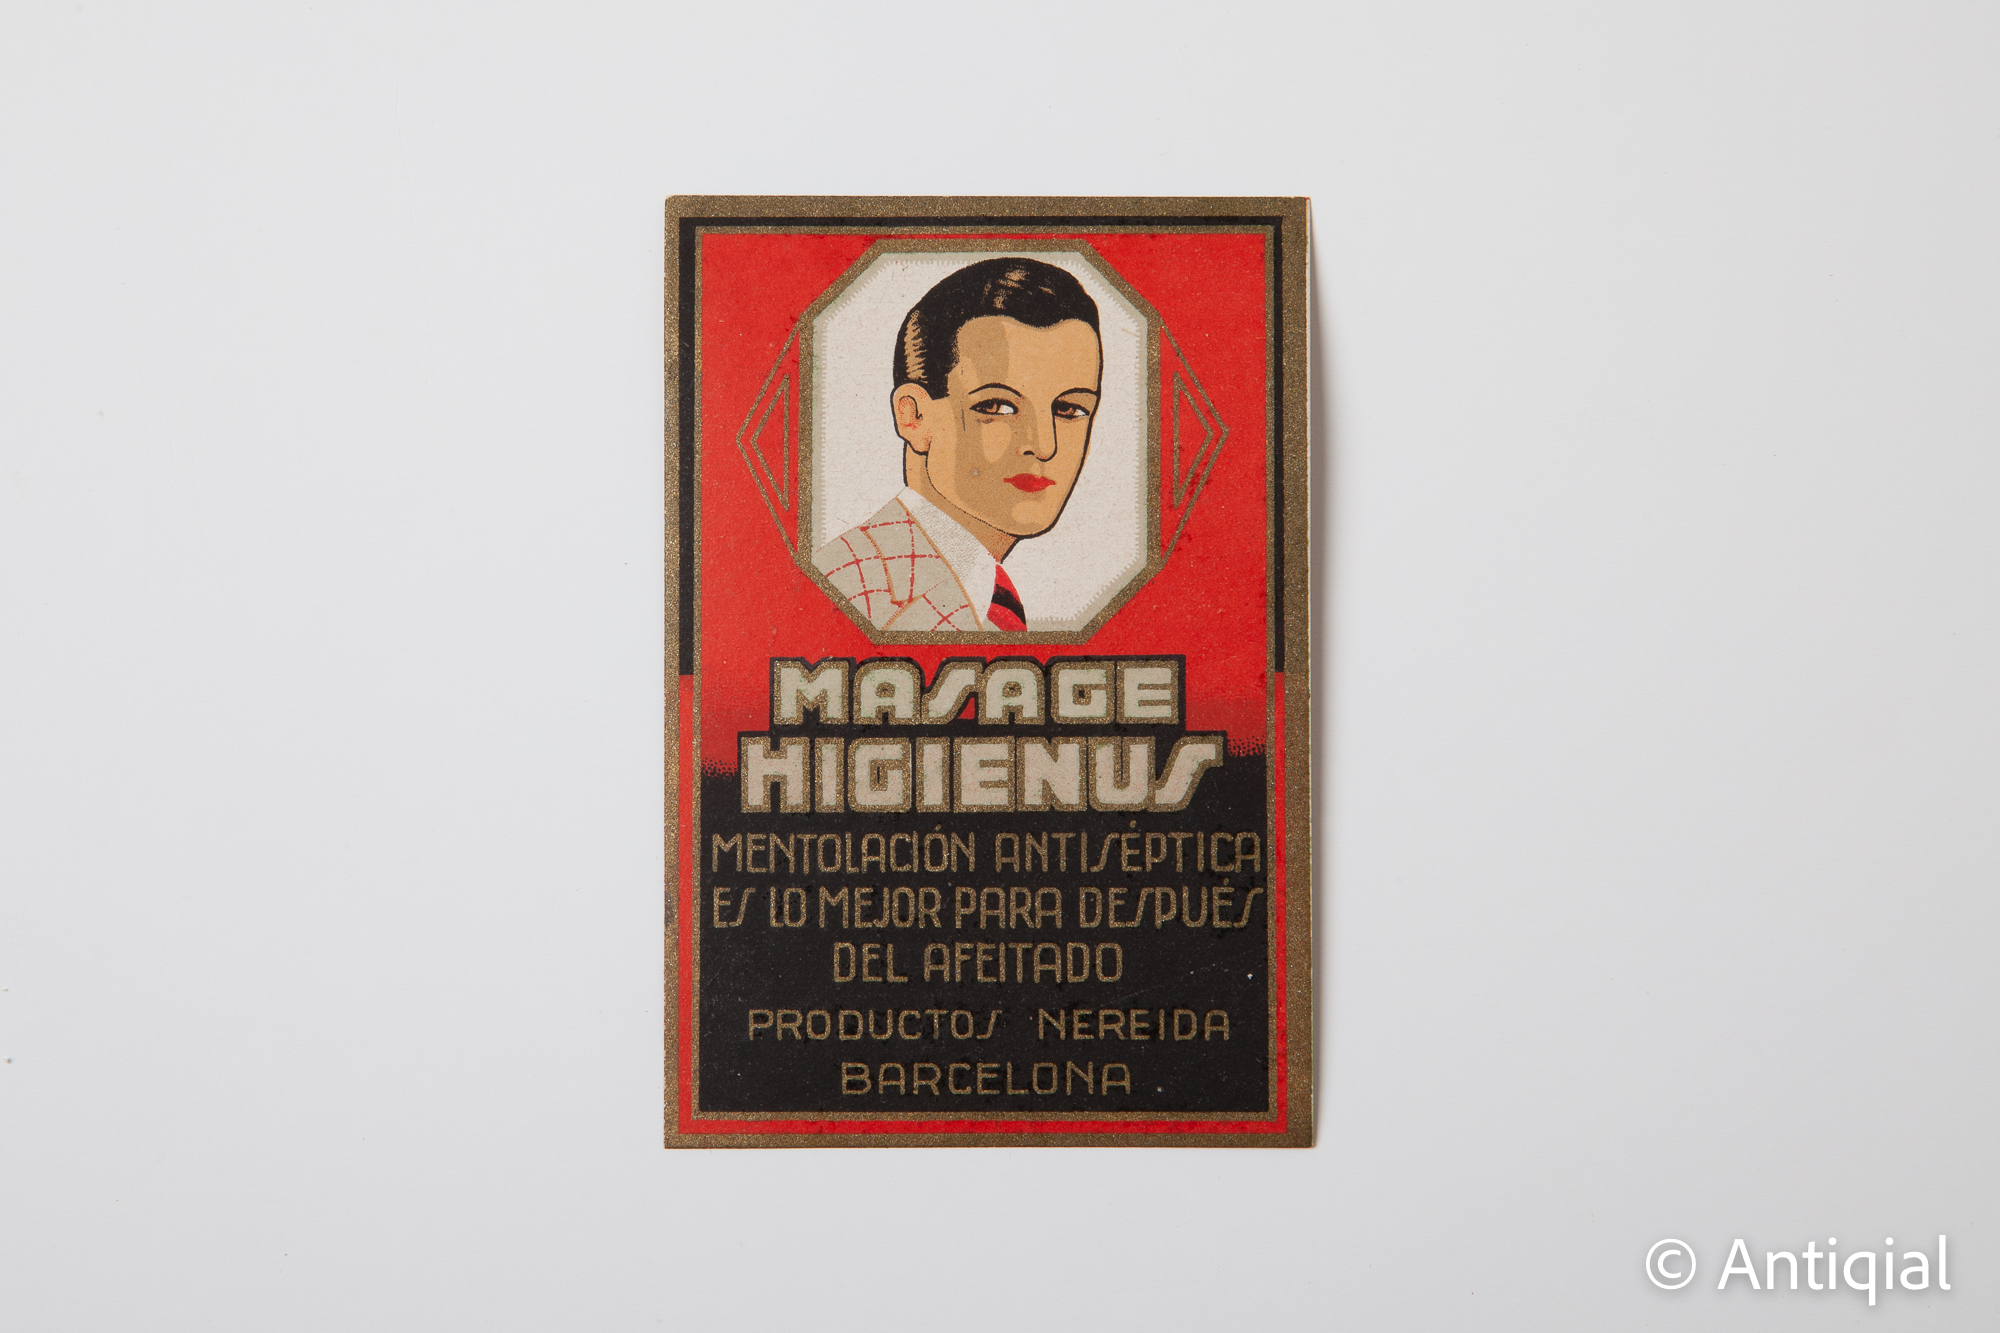 MASAGE
HIGIENUS
MENTOLACIÓN ANTISÉPTICA
ES LO MEJOR PARA DESPUÉS
DEL AFEITADO
PRODUCTOS NEREIDA
BARCELONA
© Antiqial